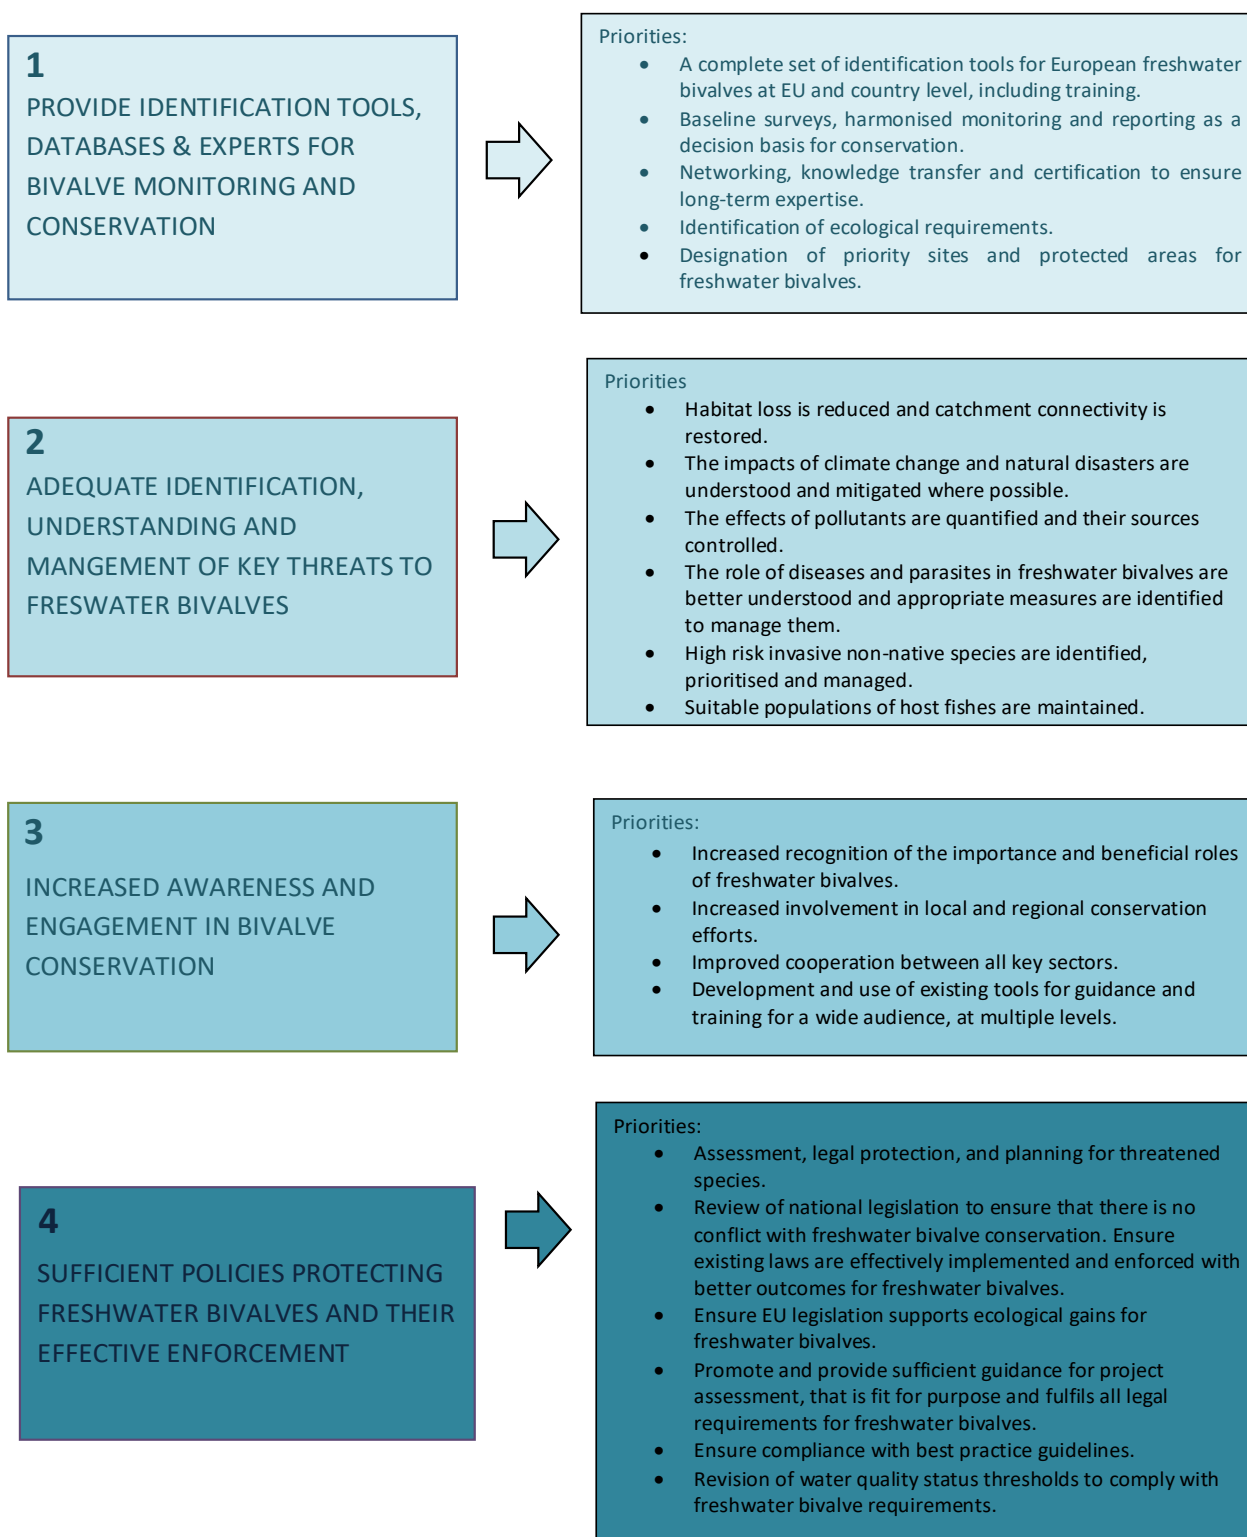 1
PROVIDE IDENTIFICATION TOOLS,
DATABASES & EXPERTS FOR
BIVALVE MONITORING AND
CONSERVATION
Priorities:
• A complete set of identification tools for European freshwater
bivalves at EU and country level, including training.
• Baseline surveys, harmonised monitoring and reporting as a
decision basis for conservation.
• Networking, knowledge transfer and certification to ensure
long-term expertise.
• Identification of ecological requirements.
• Designation of priority sites and protected areas for
freshwater bivalves.
2
ADEQUATE IDENTIFICATION,
UNDERSTANDING AND
MANGEMENT OF KEY THREATS TO
FRESWATER BIVALVES
Priorities
• Habitat loss is reduced and catchment connectivity is
restored.
• The impacts of climate change and natural disasters are
understood and mitigated where possible.
• The effects of pollutants are quantified and their sources
controlled.
• The role of diseases and parasites in freshwater bivalves are
better understood and appropriate measures are identified
to manage them.
• High risk invasive non-native species are identified,
prioritised and managed.
• Suitable populations of host fishes are maintained.
3
INCREASED AWARENESS AND
ENGAGEMENT IN BIVALVE
CONSERVATION
Priorities:
• Increased recognition of the importance and beneficial roles
of freshwater bivalves.
• Increased involvement in local and regional conservation
efforts.
• Improved cooperation between all key sectors.
• Development and use of existing tools for guidance and
training for a wide audience, at multiple levels.
4
SUFFICIENT POLICIES PROTECTING
FRESHWATER BIVALVES AND THEIR
EFFECTIVE ENFORCEMENT
Priorities:
• Assessment, legal protection, and planning for threatened
species.
• Review of national legislation to ensure that there is no
conflict with freshwater bivalve conservation. Ensure
existing laws are effectively implemented and enforced with
better outcomes for freshwater bivalves.
• Ensure EU legislation supports ecological gains for
freshwater bivalves.
• Promote and provide sufficient guidance for project
assessment, that is fit for purpose and fulfils all legal
requirements for freshwater bivalves.
• Ensure compliance with best practice guidelines.
• Revision of water quality status thresholds to comply with
freshwater bivalve requirements.